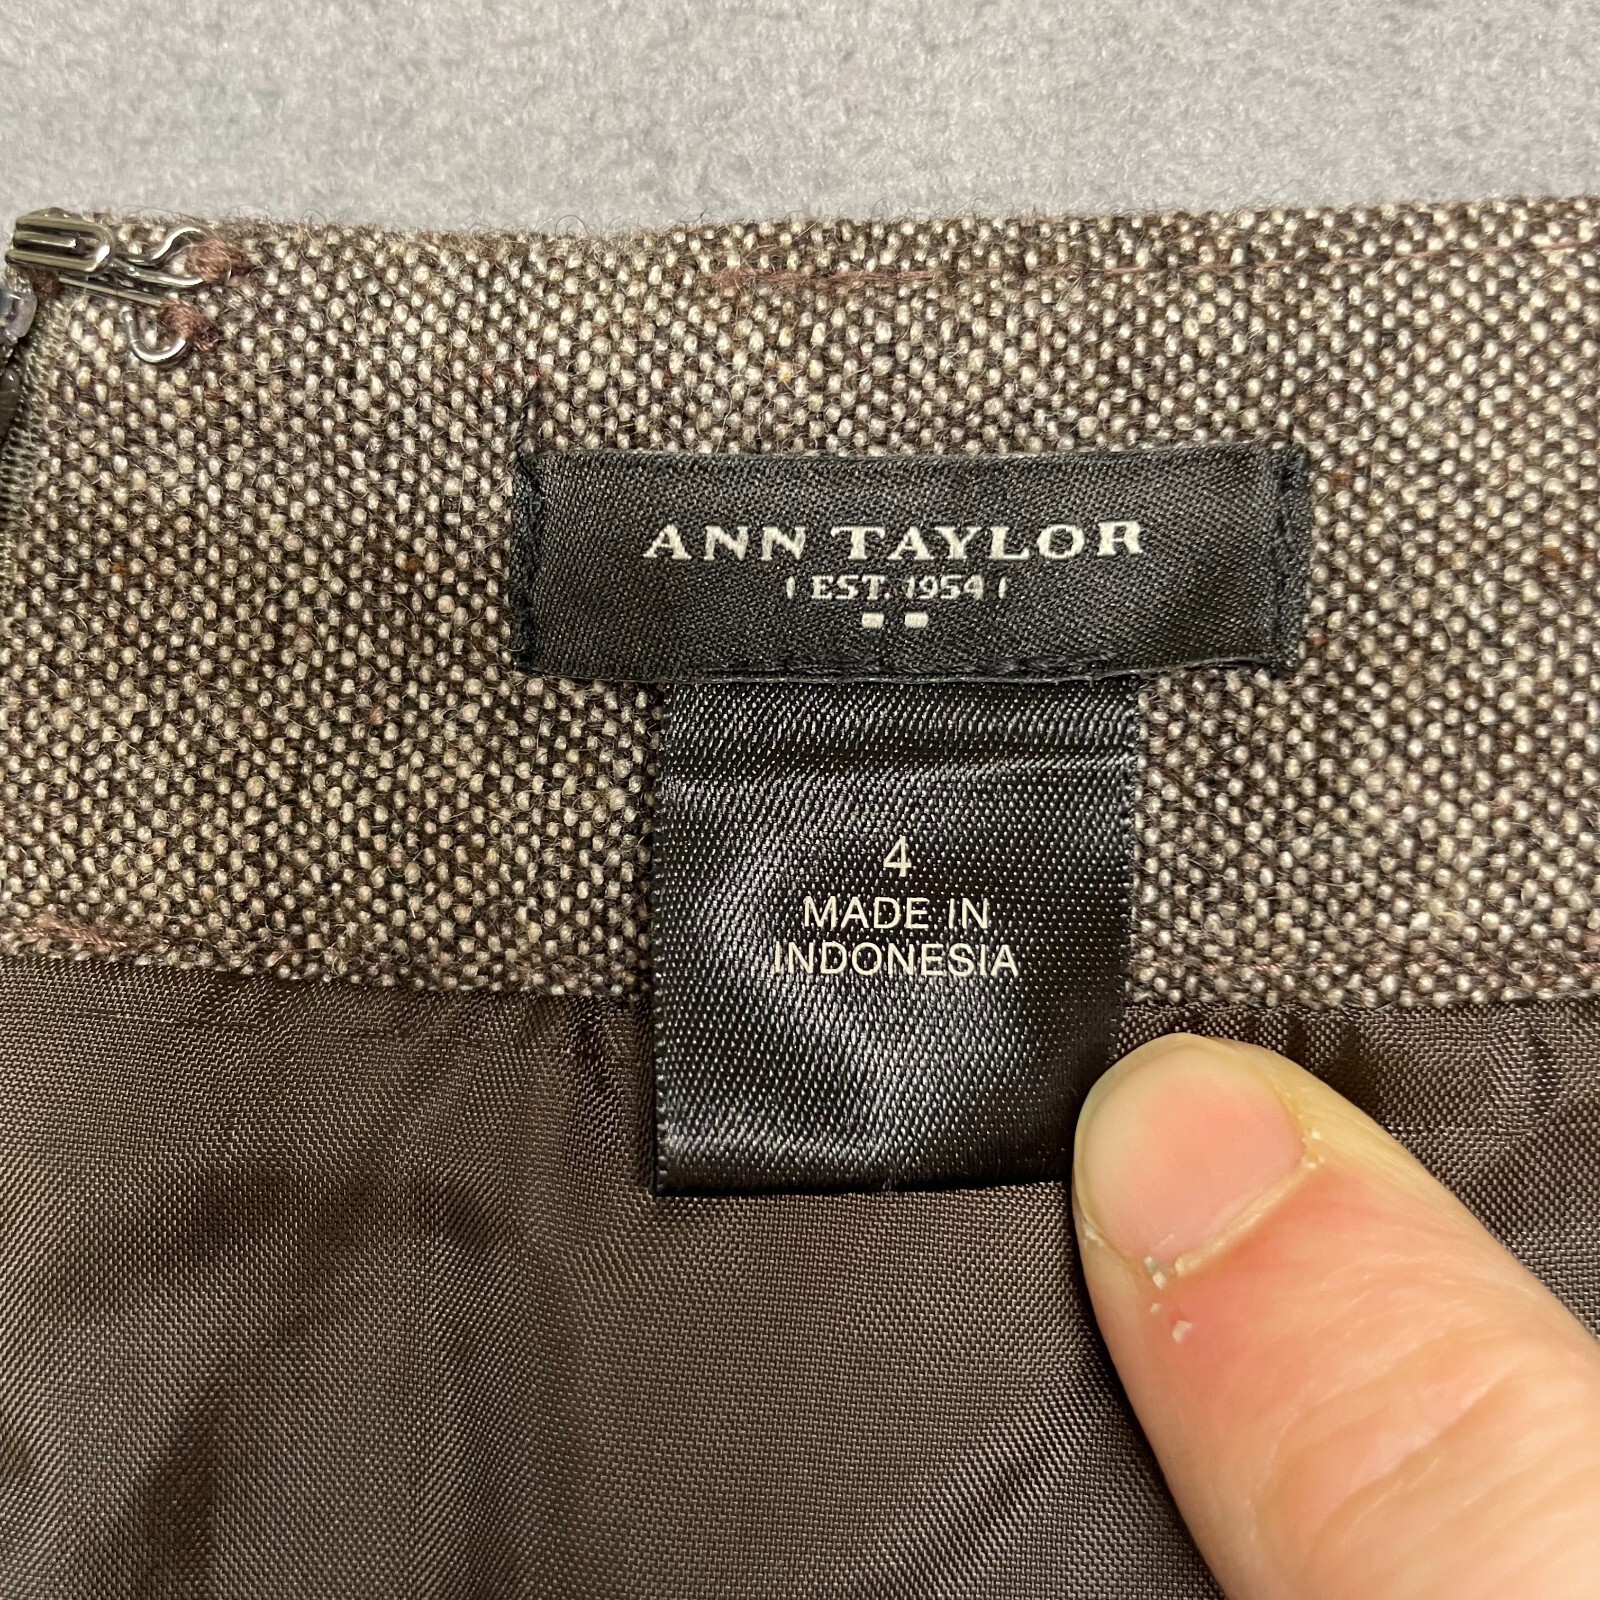 ANN TAYLOR
EST. 1954
4
MADE IN
INDONESIA